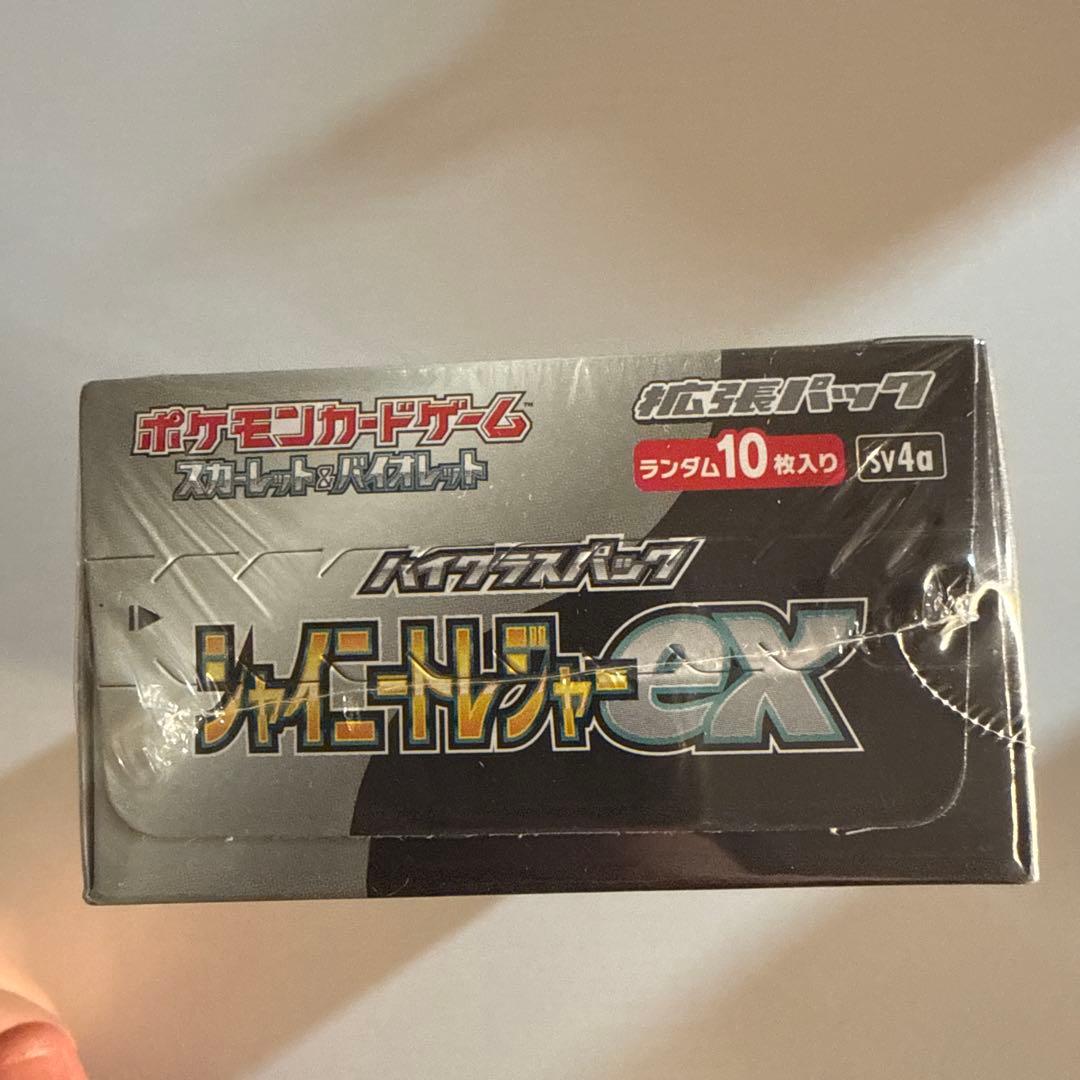 ポケモンカードゲーム™
スカーレット&バイオレット
拡張パック
ランダム10枚入り
sv4a
ハイクラスパック
シャイニートレジャーex